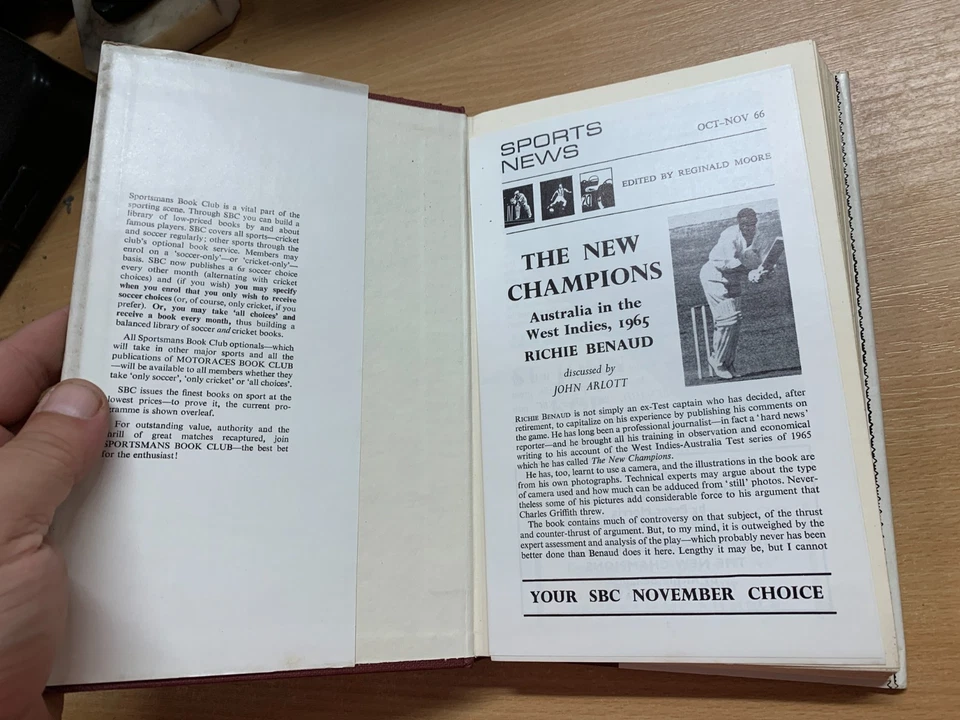 Sportsmans Book Club is a vital part of the
sporting scene. Through SBC you can build a
library of low-priced books by and about
famous players. SBC covers all sports—cricket
and soccer regularly; other sports through the
club's optional book service. Members may
enrol on a 'soccer-only'—or 'cricket-only'—
basis. SBC now publishes a 6s soccer choice
every other month (alternating with cricket
choices) and (if you wish) you may specify
when you enrol that you only wish to receive
soccer choices (or, of course, only cricket, if you
prefer). Or, you may take 'all choices' and
receive a book every month, thus building a
balanced library of soccer and cricket books.
All Sportsmans Book Club optionals—which
will take in other major sports and all the
publications of MOTORACES BOOK CLUB
—will be available to all members whether they
take 'only soccer', 'only cricket' or 'all choices'.
SBC issues the finest books on sport at the
lowest prices—to prove it, the current pro-
gramme is shown overleaf.
For outstanding value, authority and the
thrill of great matches recaptured, join
SPORTSMANS BOOK CLUB—the best bet
for the enthusiast!
SPORTS
NEWS
OCT–NOV 66
EDITED BY REGINALD MOORE
THE NEW
CHAMPIONS
Australia in the
West Indies, 1965
RICHIE BENAUD
discussed by
JOHN ARLOTT
RICHIE BENAUD is not simply an ex-Test captain who has decided, after
retirement, to capitalize on his experience by publishing his comments on
the game. He has long been a professional journalist—in fact a 'hard news'
reporter—and he brought all his training in observation and economical
writing to his account of the West Indies-Australia Test series of 1965
which he has called The New Champions.
He has, too, learnt to use a camera, and the illustrations in the book are
from his own photographs. Technical experts may argue about the type
of camera used and how much can be adduced from 'still' photos. Never-
theless some of his pictures add considerable force to his argument that
Charles Griffith threw.
The book contains much of controversy on that subject, of the thrust
and counter-thrust of argument. But, to my mind, it is outweighed by the
expert assessment and analysis of the play—which probably never has been
better done than Benaud does it here. Lengthy it may be, but I cannot
YOUR SBC NOVEMBER CHOICE